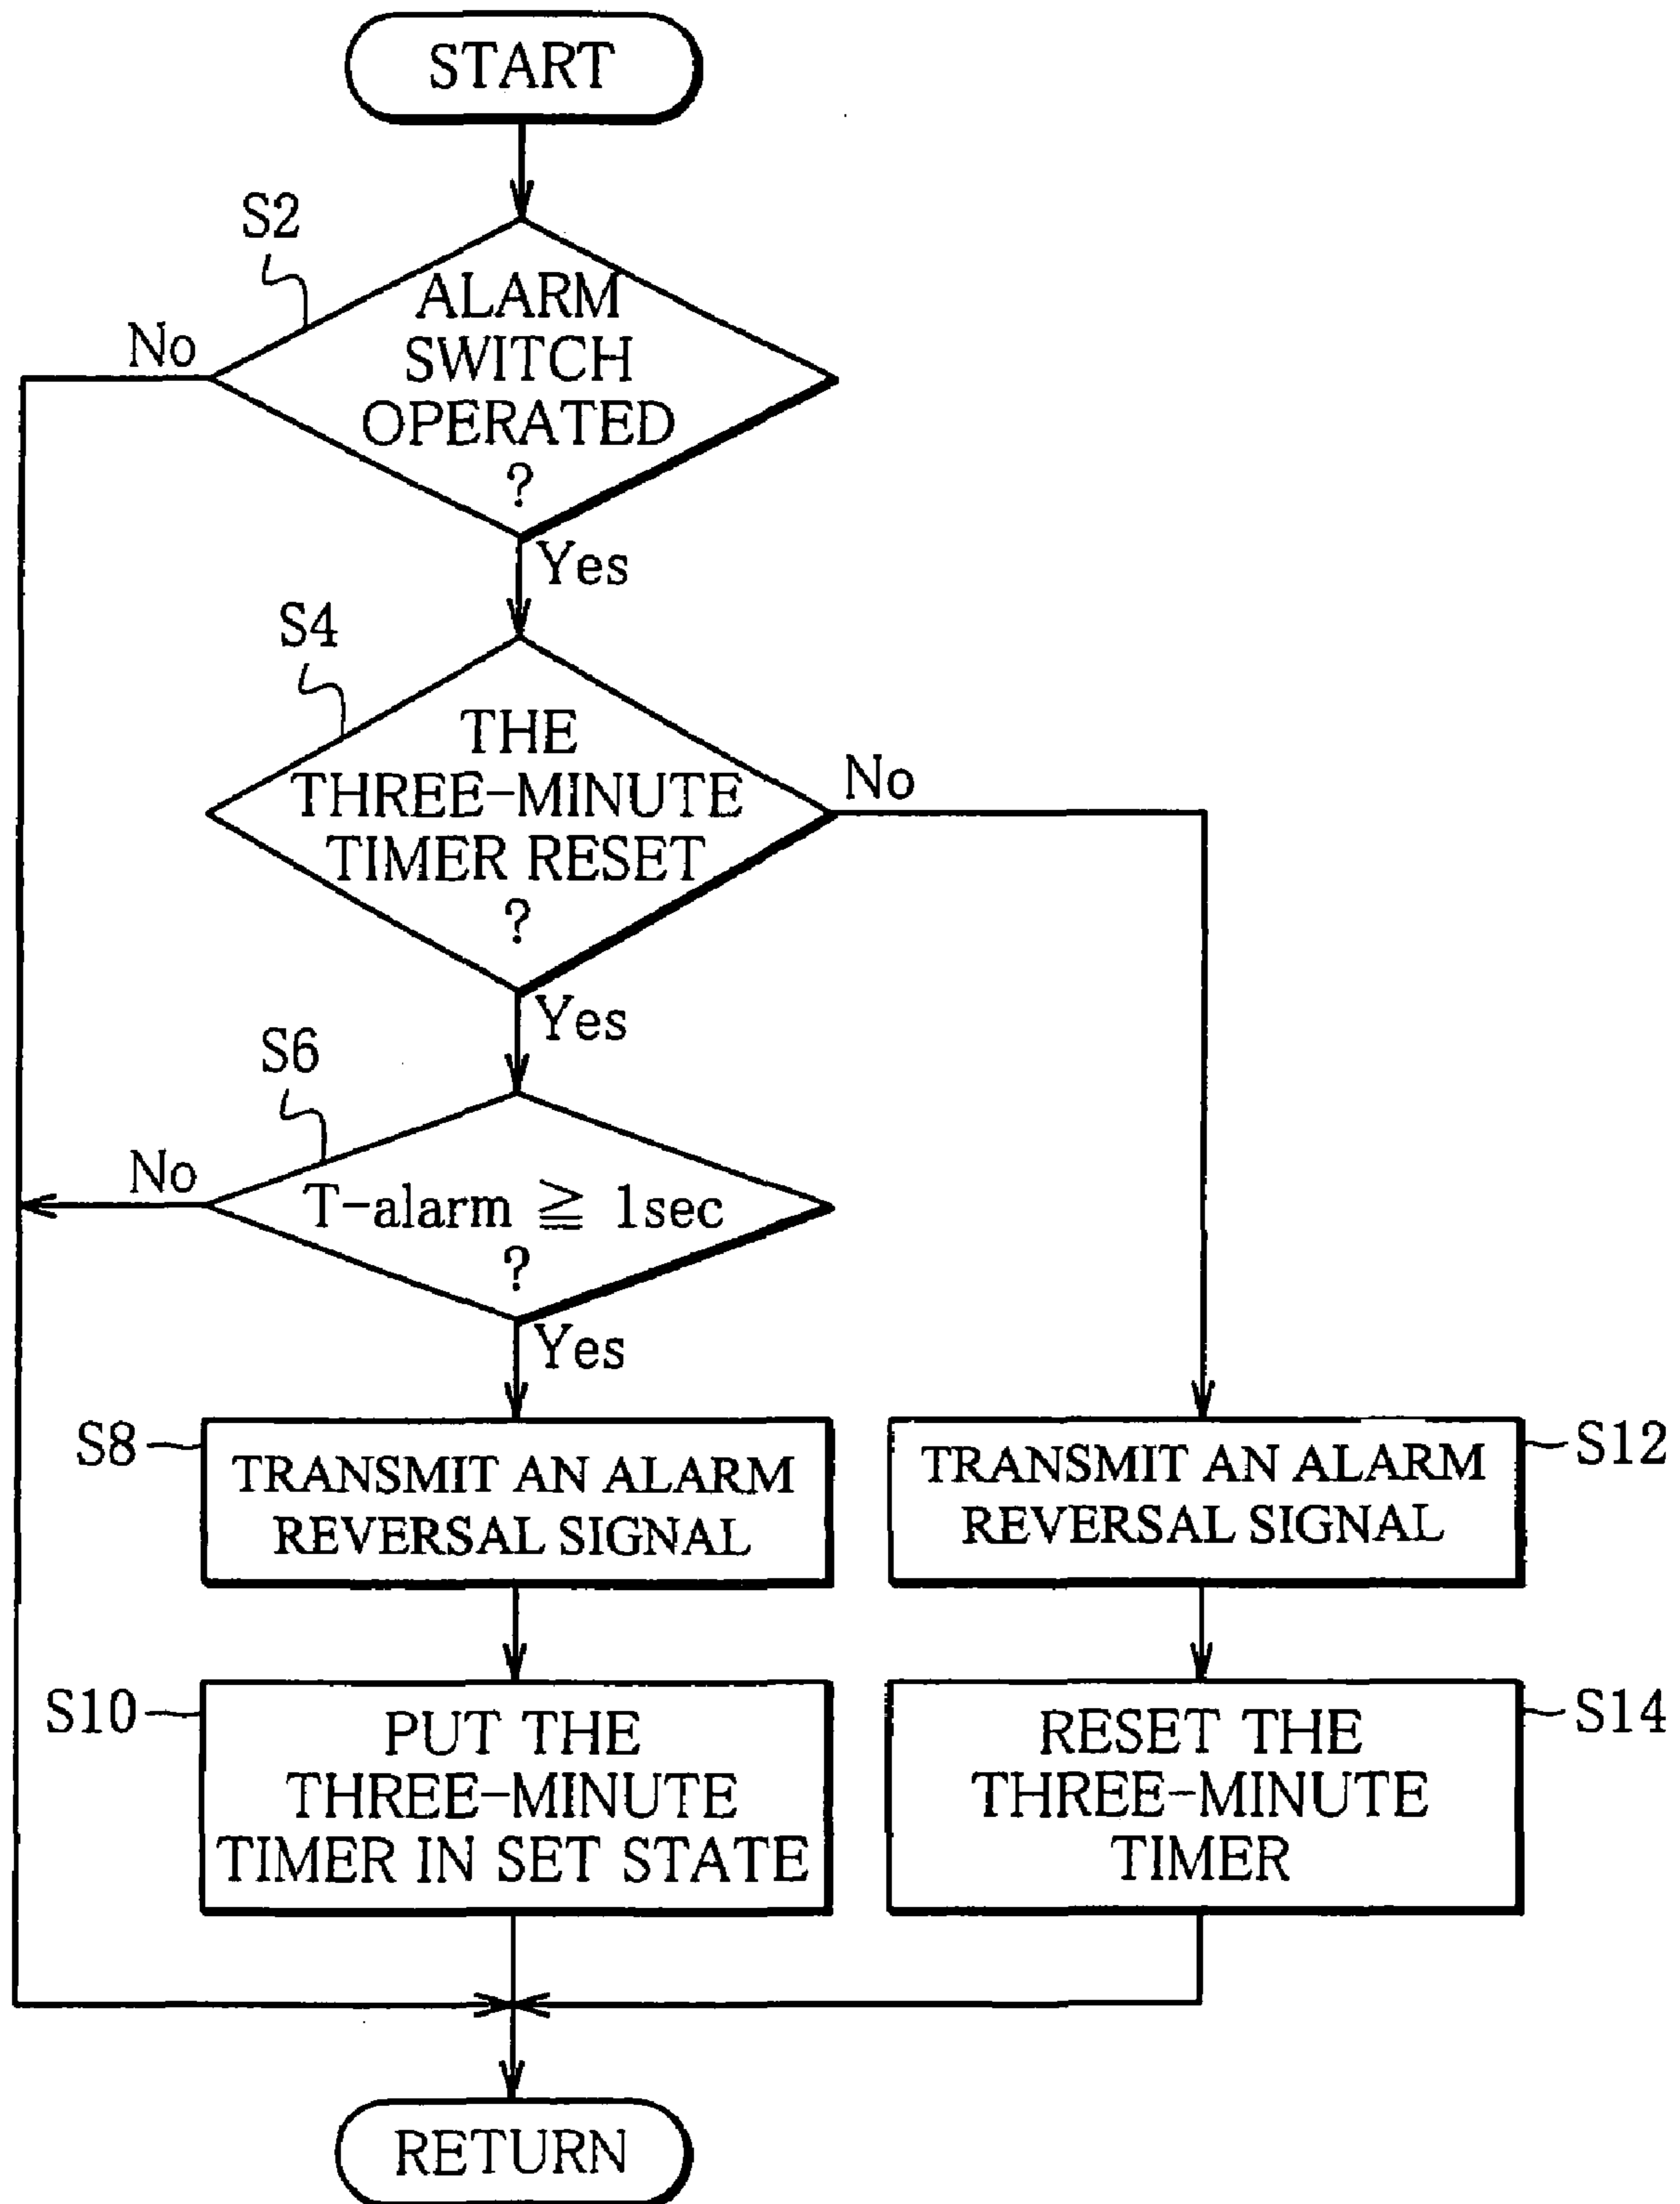 START
S2
No
ALARM
SWITCH
OPERATED
?
Yes
S4
THE
THREE-MINUTE
TIMER RESET
?
No
Yes
S6
No
T-alarm ≧ 1sec
?
Yes
S8
TRANSMIT AN ALARM
REVERSAL SIGNAL
TRANSMIT AN ALARM
REVERSAL SIGNAL
S12
S10
PUT THE
THREE-MINUTE
TIMER IN SET STATE
RESET THE
THREE-MINUTE
TIMER
S14
RETURN